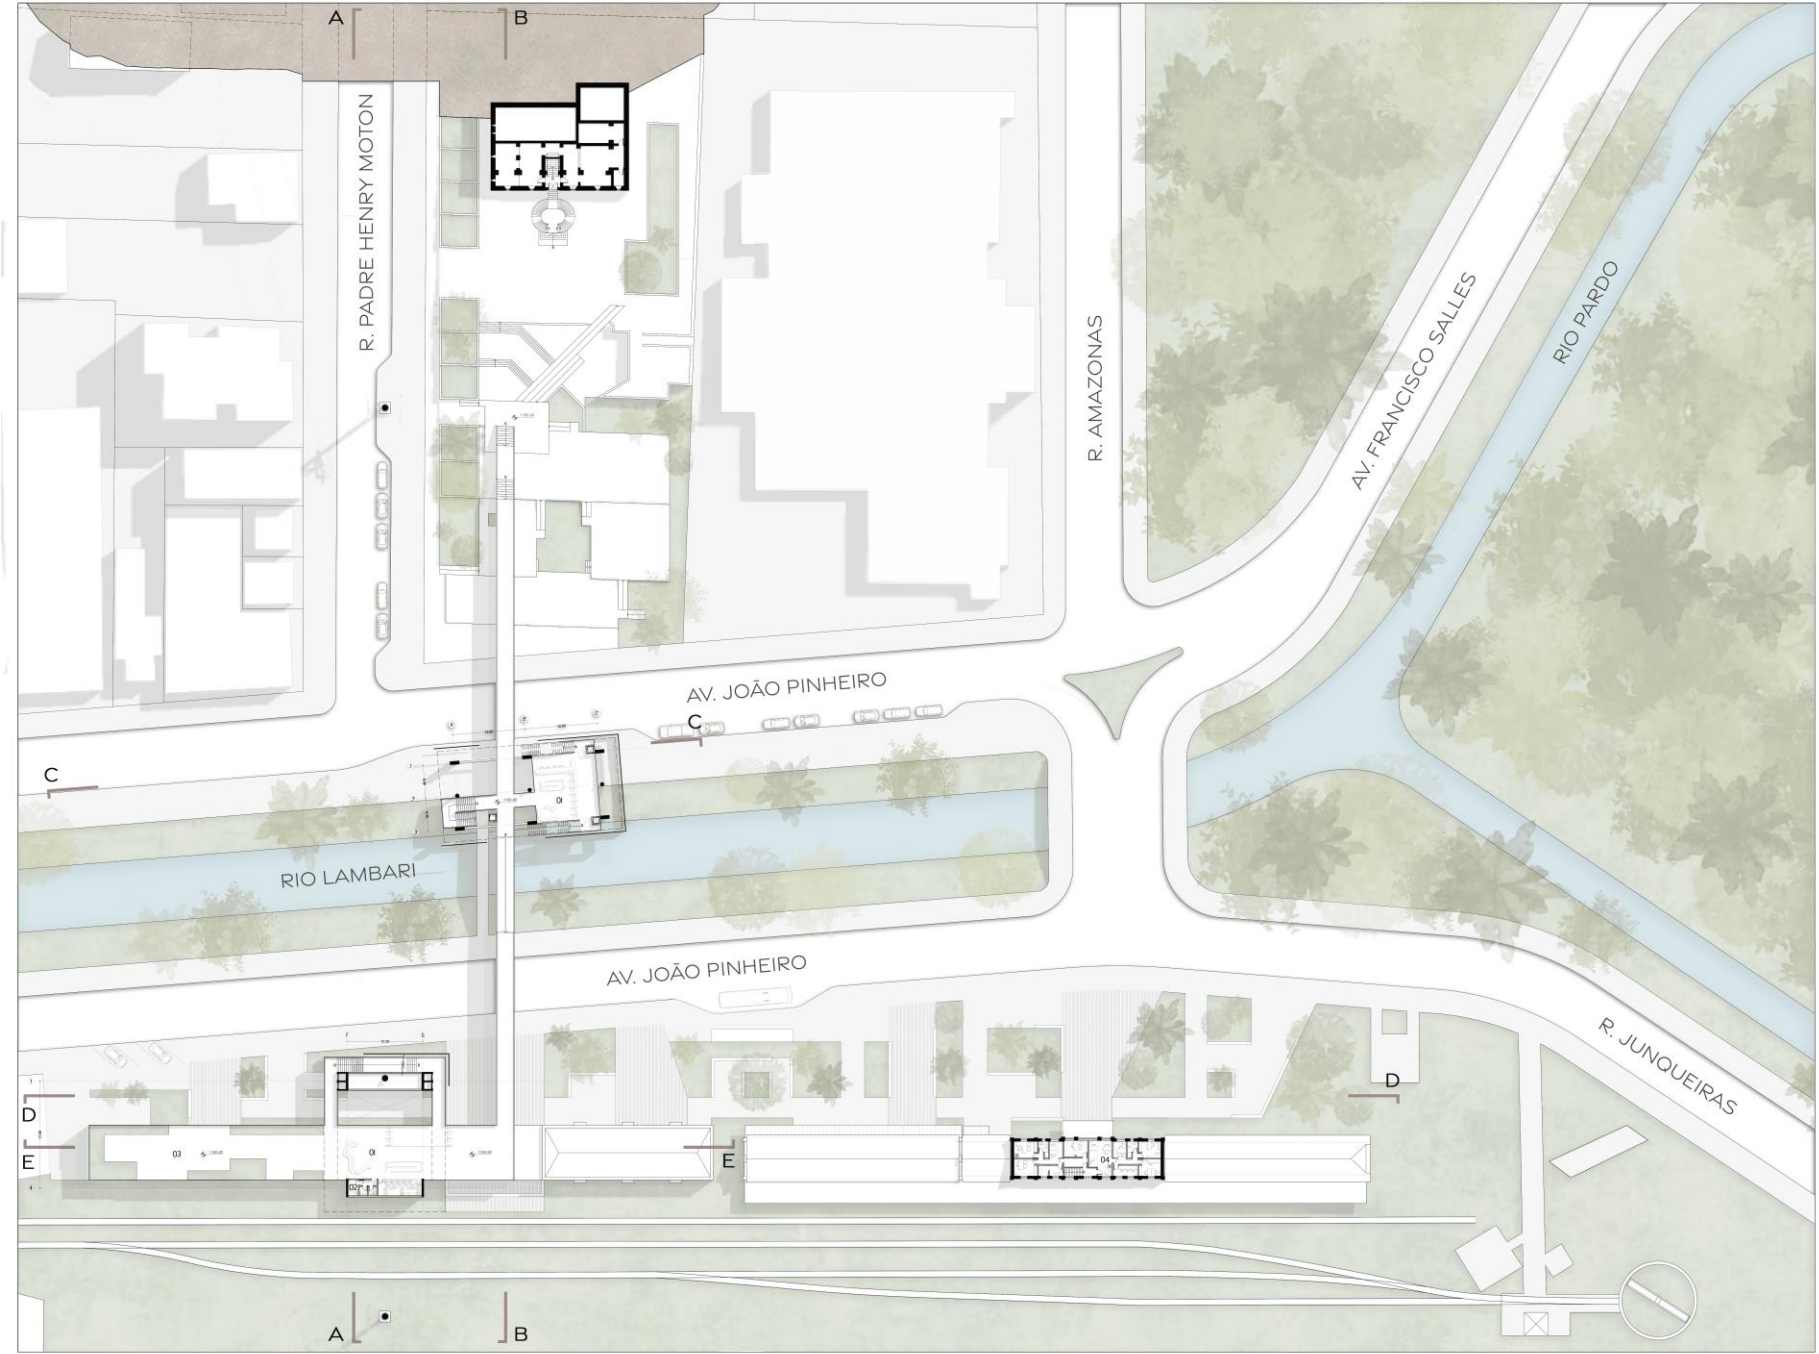 A
B
R. PADRE HENRY MOTON
R. AMAZONAS
AV. FRANCISCO SALLES
RIO PARDO
AV. JOÃO PINHEIRO
C
C
01
RIO LAMBARI
AV. JOÃO PINHEIRO
R. JUNQUEIRAS
D
D
E
E
03
01
02
04
A
B